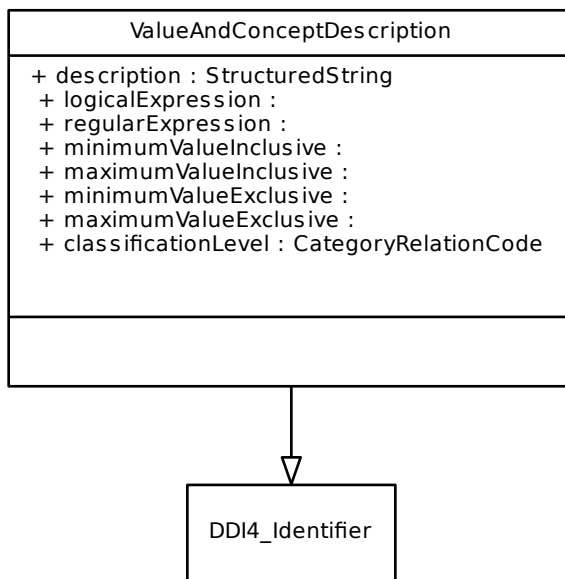 ValueAndConceptDescription
+ description : StructuredString
+ logicalExpression :
+ regularExpression :
+ minimumValueInclusive :
+ maximumValueInclusive :
+ minimumValueExclusive :
+ maximumValueExclusive :
+ classificationLevel : CategoryRelationCode
DDI4_Identifier